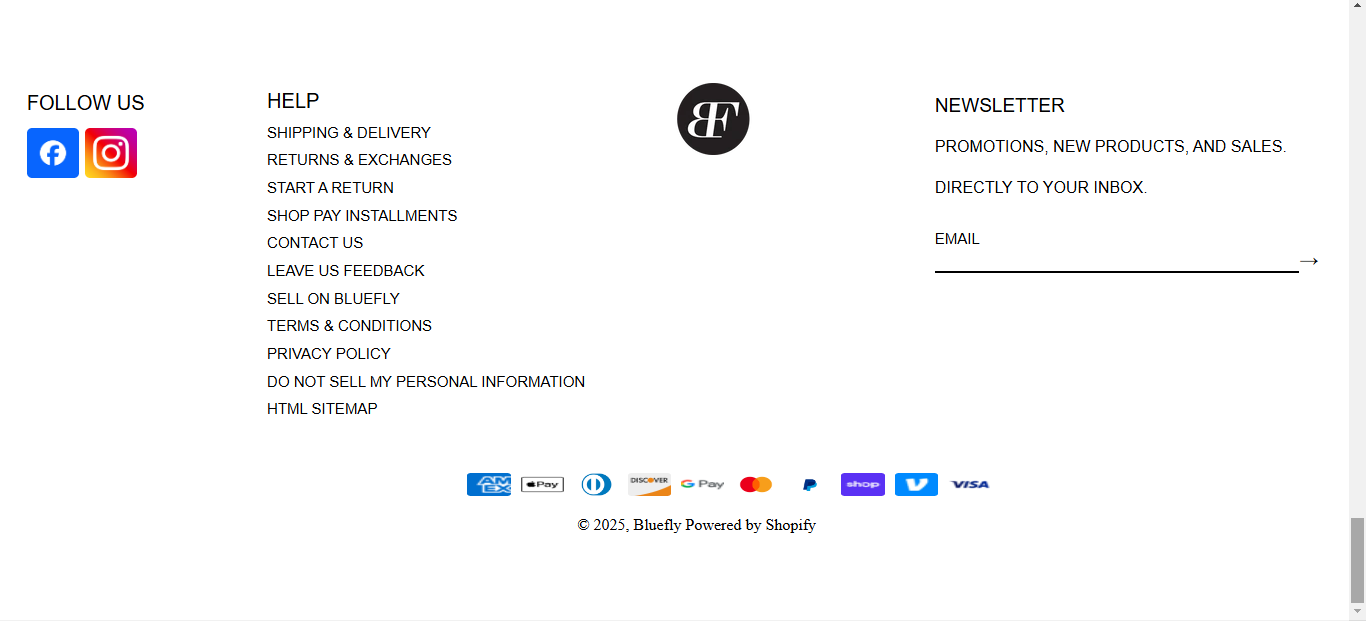 FOLLOW US
HELP
SHIPPING & DELIVERY
RETURNS & EXCHANGES
START A RETURN
SHOP PAY INSTALLMENTS
CONTACT US
LEAVE US FEEDBACK
SELL ON BLUEFLY
TERMS & CONDITIONS
PRIVACY POLICY
DO NOT SELL MY PERSONAL INFORMATION
HTML SITEMAP
BF
NEWSLETTER
PROMOTIONS, NEW PRODUCTS, AND SALES.
DIRECTLY TO YOUR INBOX.
EMAIL
→
AMEX Pay DISCOVER G Pay shop VISA
© 2025, Bluefly Powered by Shopify